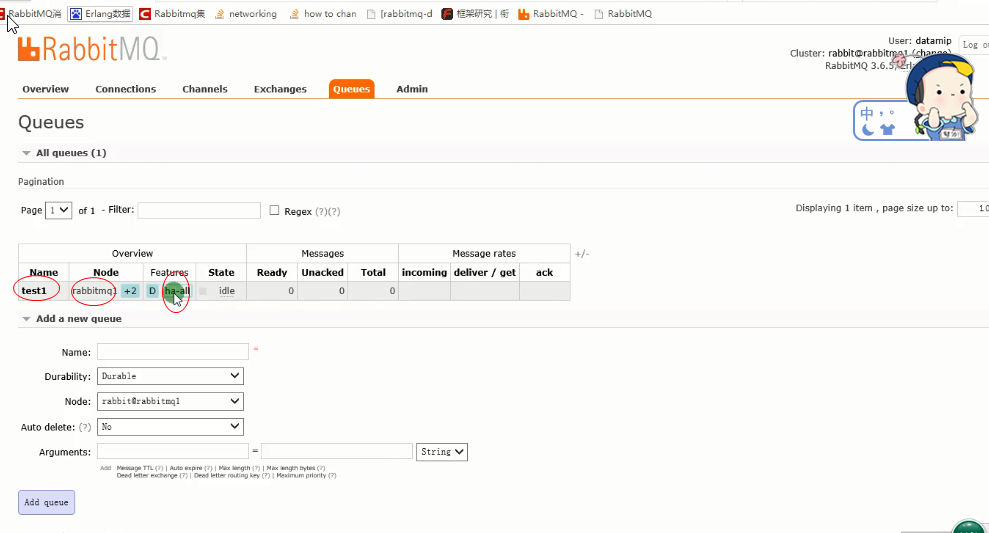 RabbitMQ消 Erlang数据 Rabbitmq集 networking how to chan [rabbitmq-d 框架研究 | 衔 RabbitMQ - RabbitMQ
User: datamip Log ou
Cluster: rabbit@rabbitmq1 (change)
RabbitMQ 3.6.5,
RabbitMQ
Overview Connections Channels Exchanges Queues Admin
中
Queues
All queues (1)
Pagination
Page 1 of 1 - Filter: Regex (?)(?)
Displaying 1 item , page size up to: 10
Overview Messages Message rates +/-
Name Node Features State Ready Unacked Total incoming deliver / get ack
test1 rabbitmq1 +2 D ha-all idle 0 0 0
Add a new queue
Name: *
Durability: Durable
Node: rabbit@rabbitmq1
Auto delete: (?) No
Arguments: = String
Add Message TTL (?) | Auto expire (?) | Max length (?) | Max length bytes (?)
Dead letter exchange (?) | Dead letter routing key (?) | Maximum priority (?)
Add queue